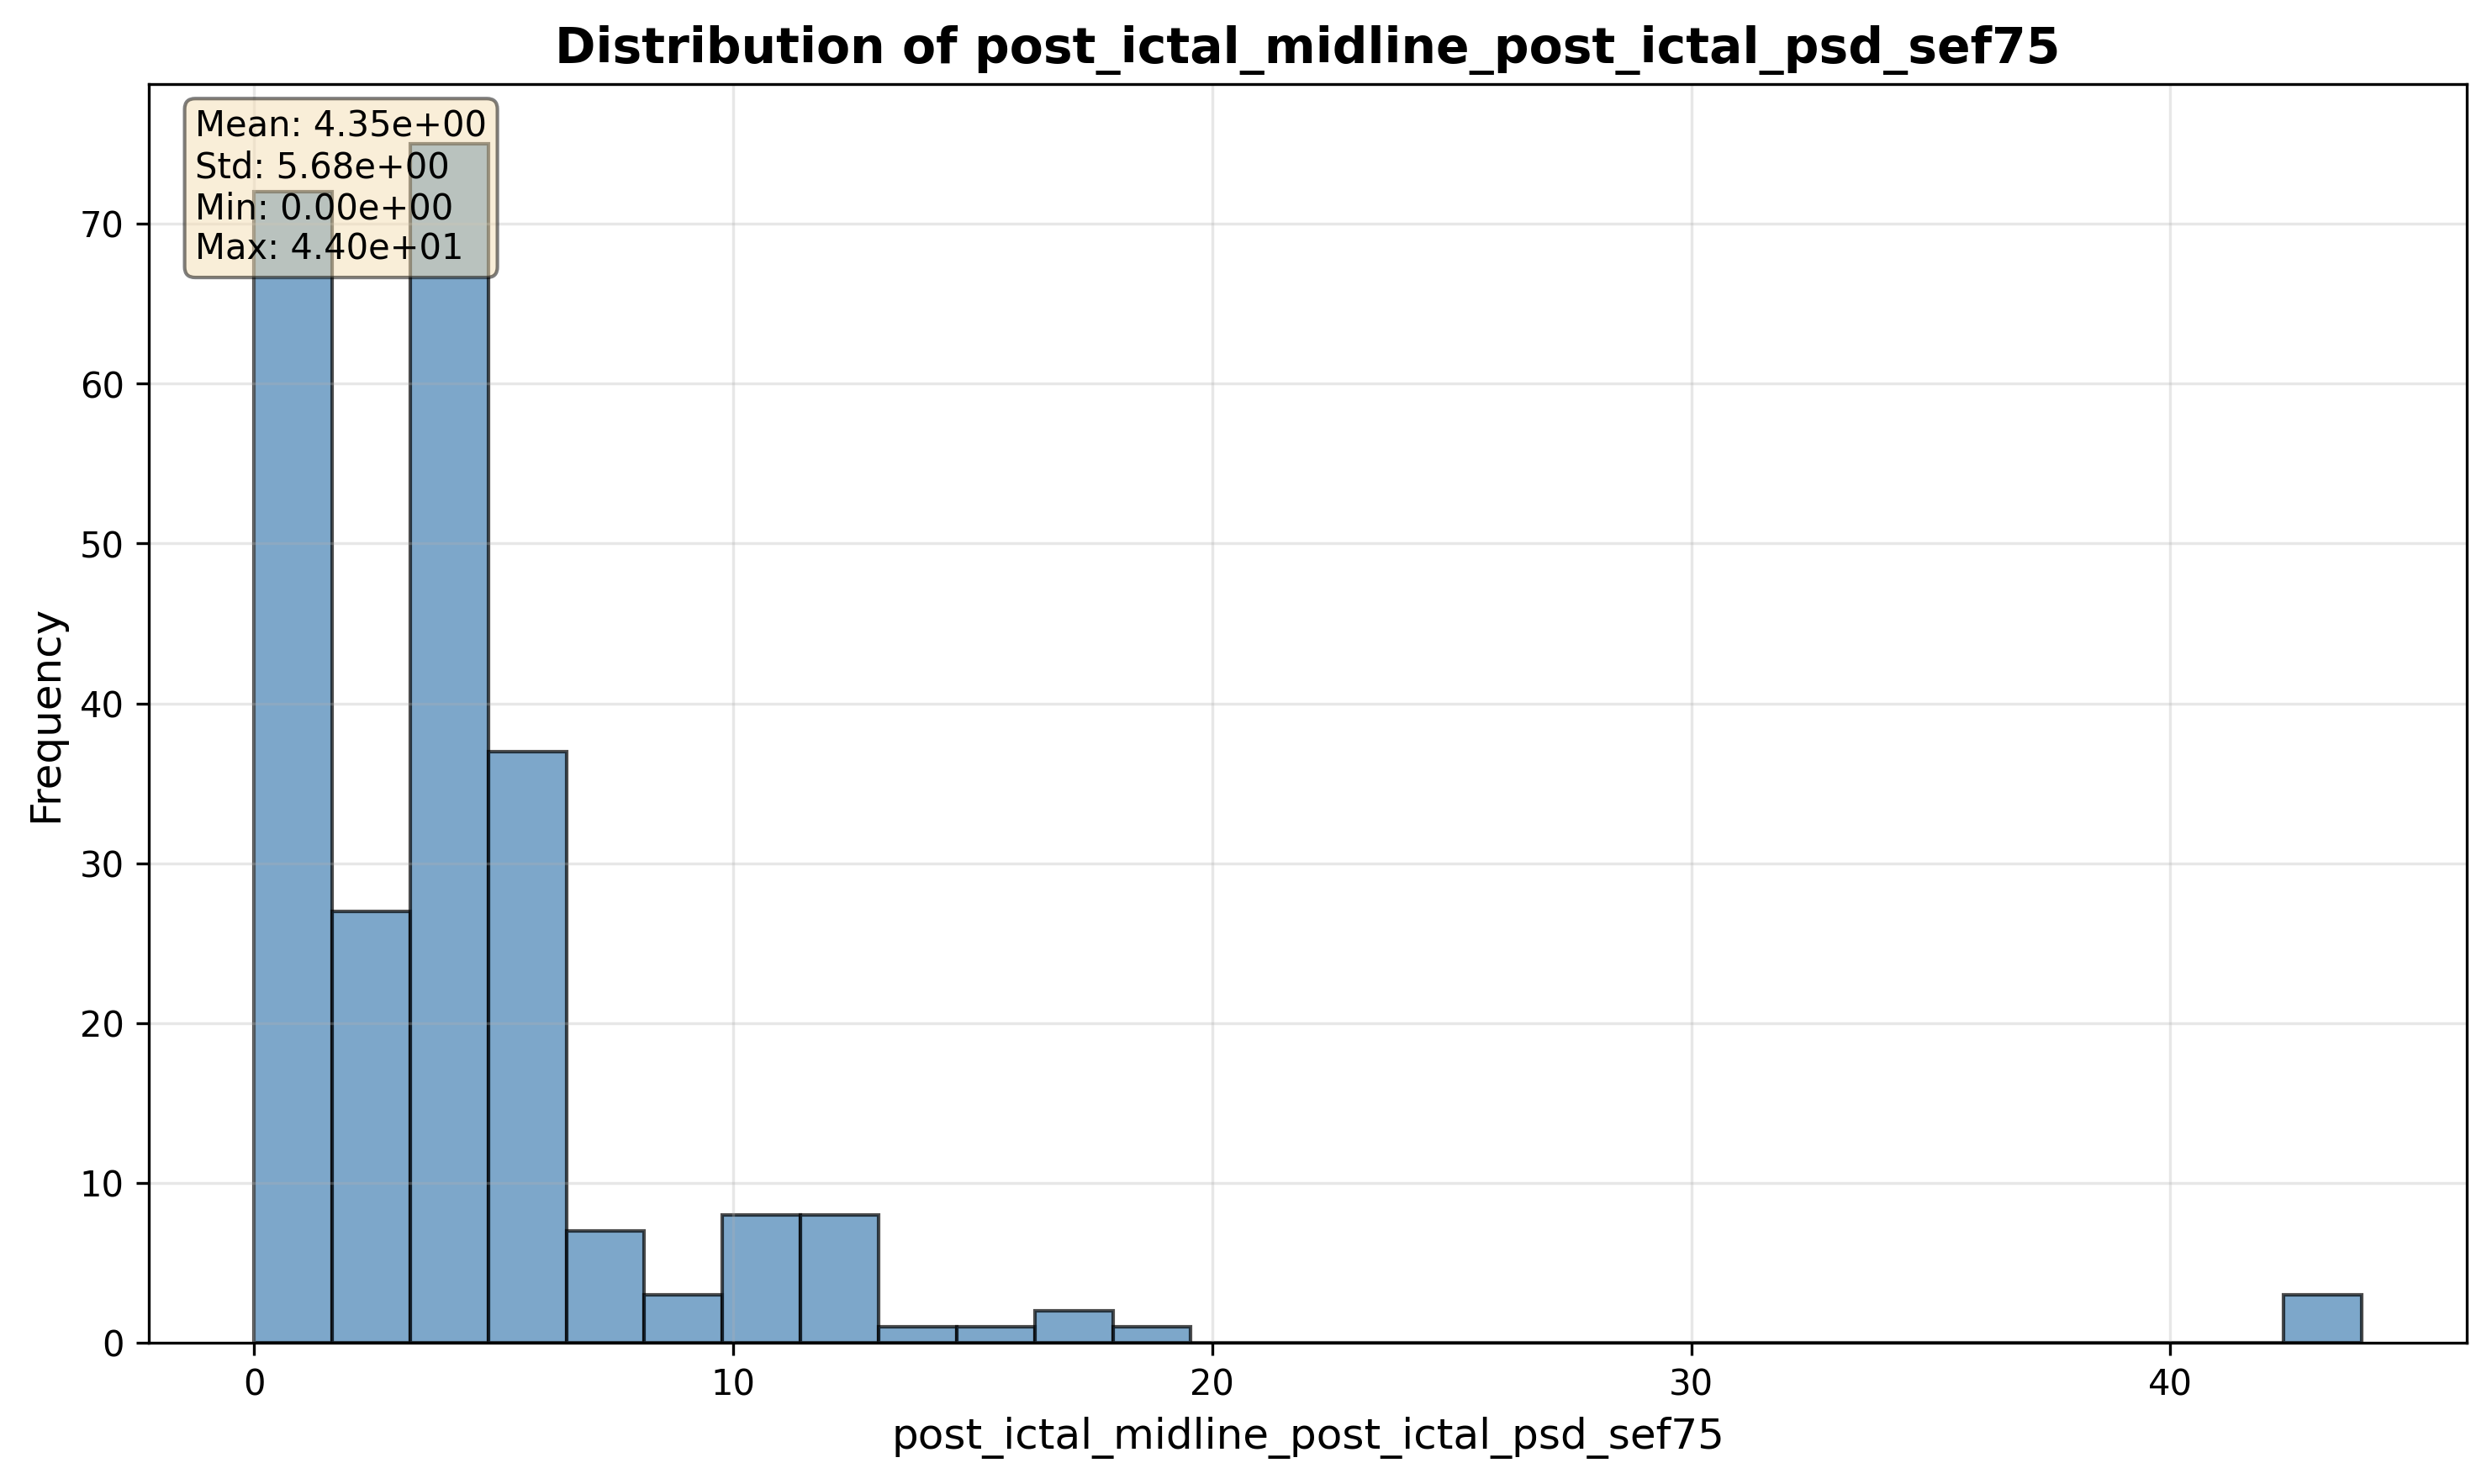 Distribution of post_ictal_midline_post_ictal_psd_sef75
Mean: 4.35e+00
Std: 5.68e+00
Min: 0.00e+00
Max: 4.40e+01
70
60
50
40
30
20
10
0
Frequency
0 10 20 30 40
post_ictal_midline_post_ictal_psd_sef75